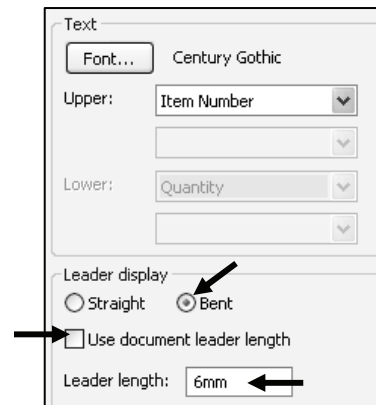 Text
Font... Century Gothic
Upper: Item Number
Lower: Quantity
Leader display
Straight Bent
Use document leader length
Leader length: 6mm